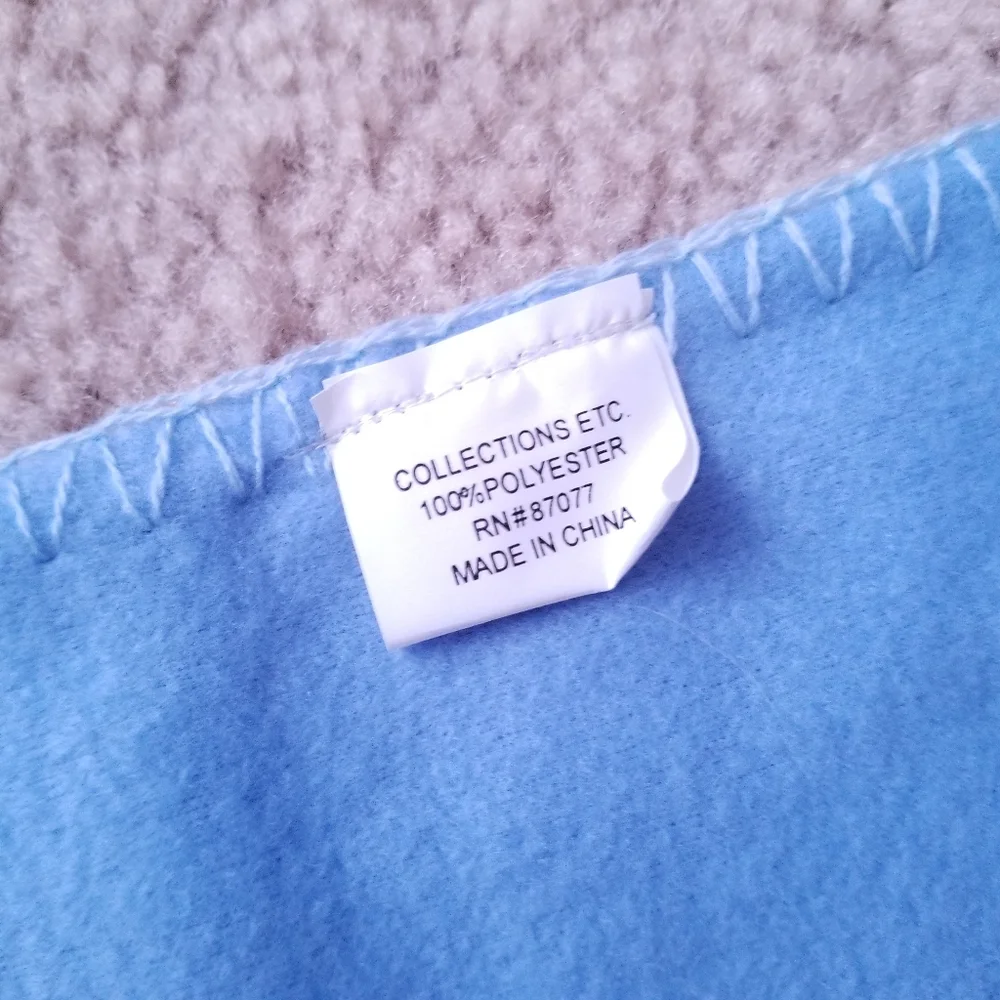 COLLECTIONS ETC.
100%POLYESTER
RN#87077
MADE IN CHINA